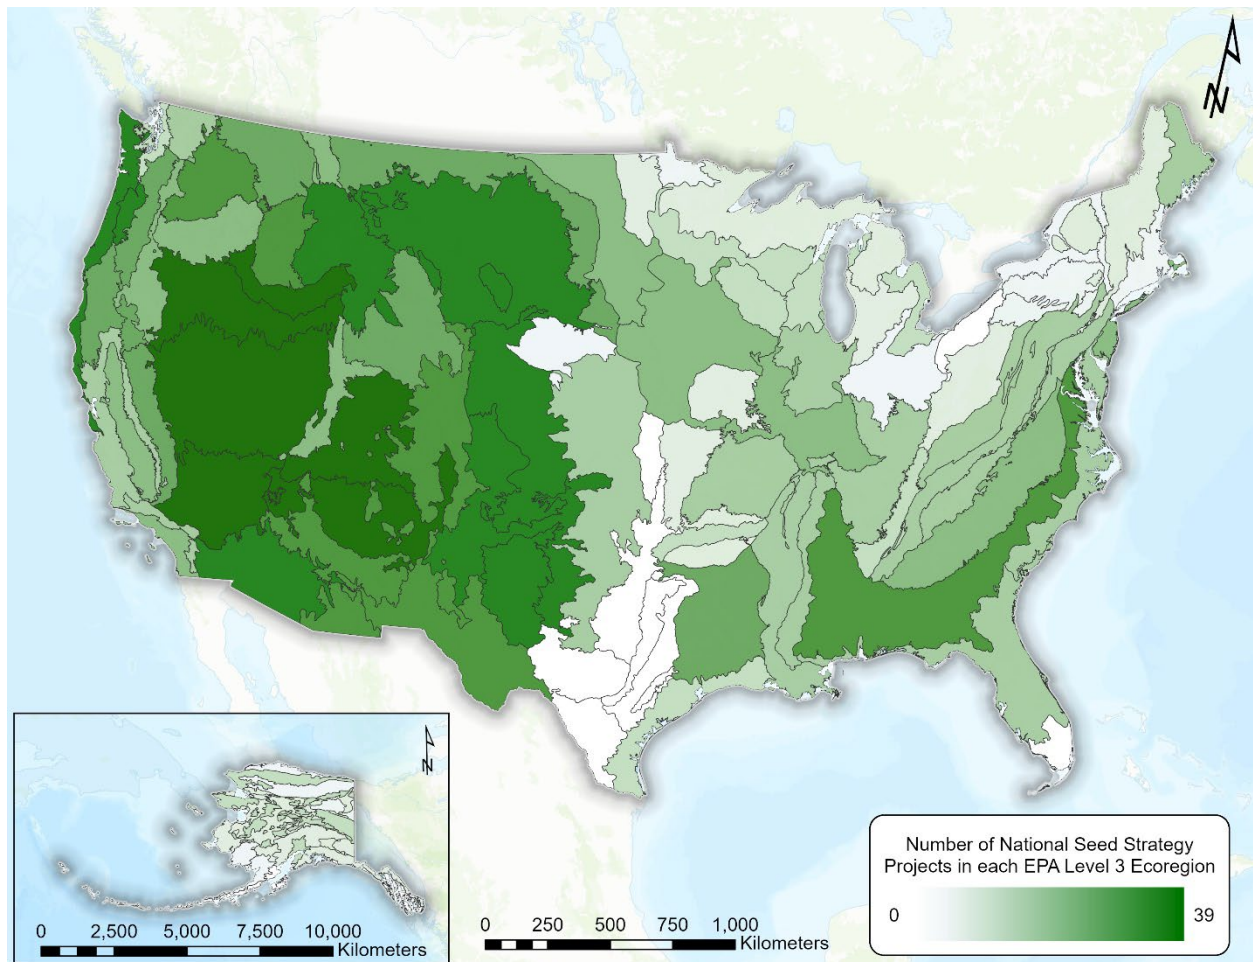 N
N
0 2,500 5,000 7,500 10,000
Kilometers
0 250 500 750 1,000
Kilometers
Number of National Seed Strategy
Projects in each EPA Level 3 Ecoregion
0 39